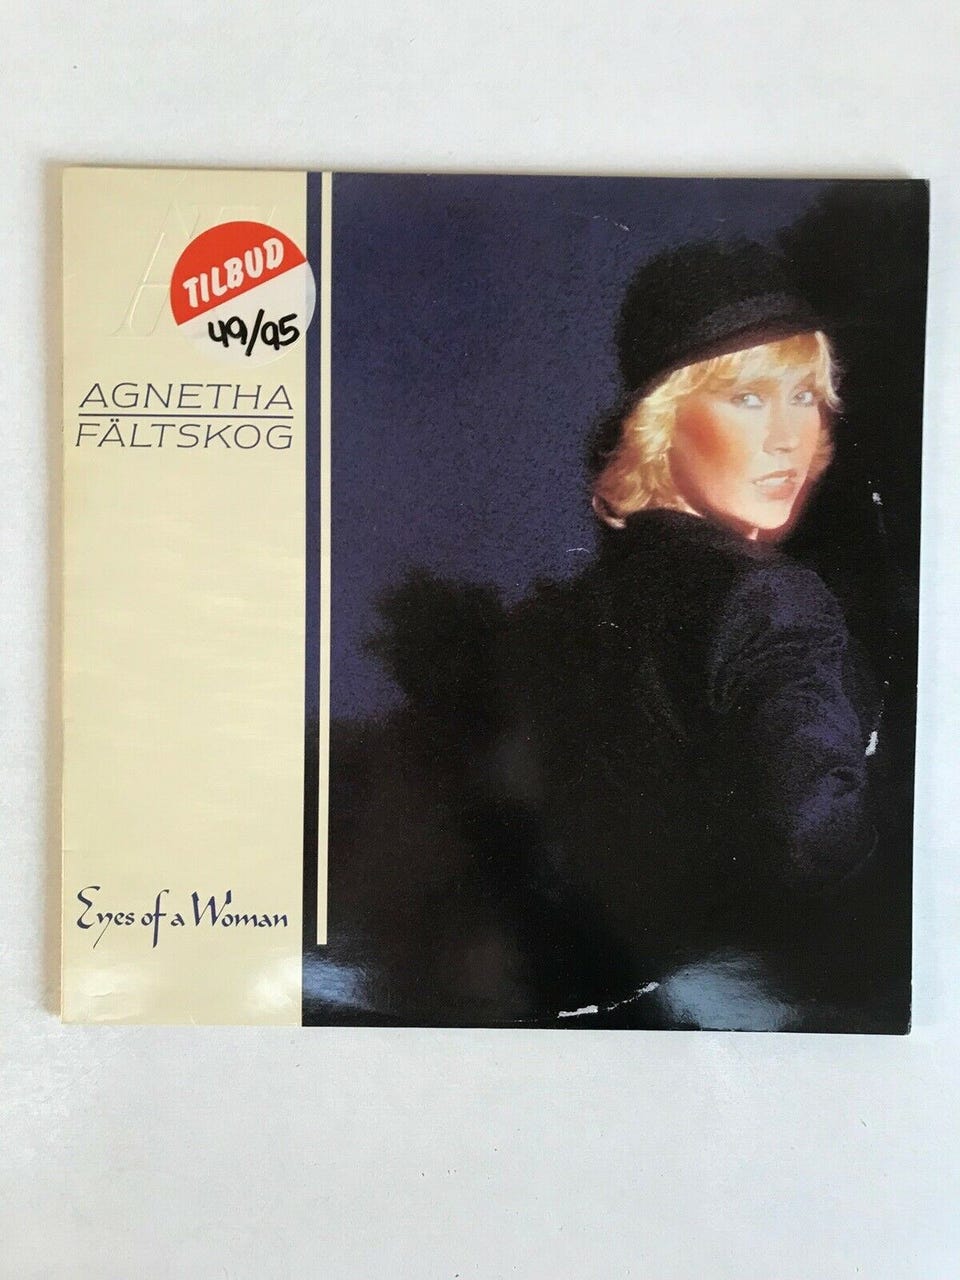 TILBUD
49/95
AGNETHA
FÄLTSKOG
Eyes of a Woman